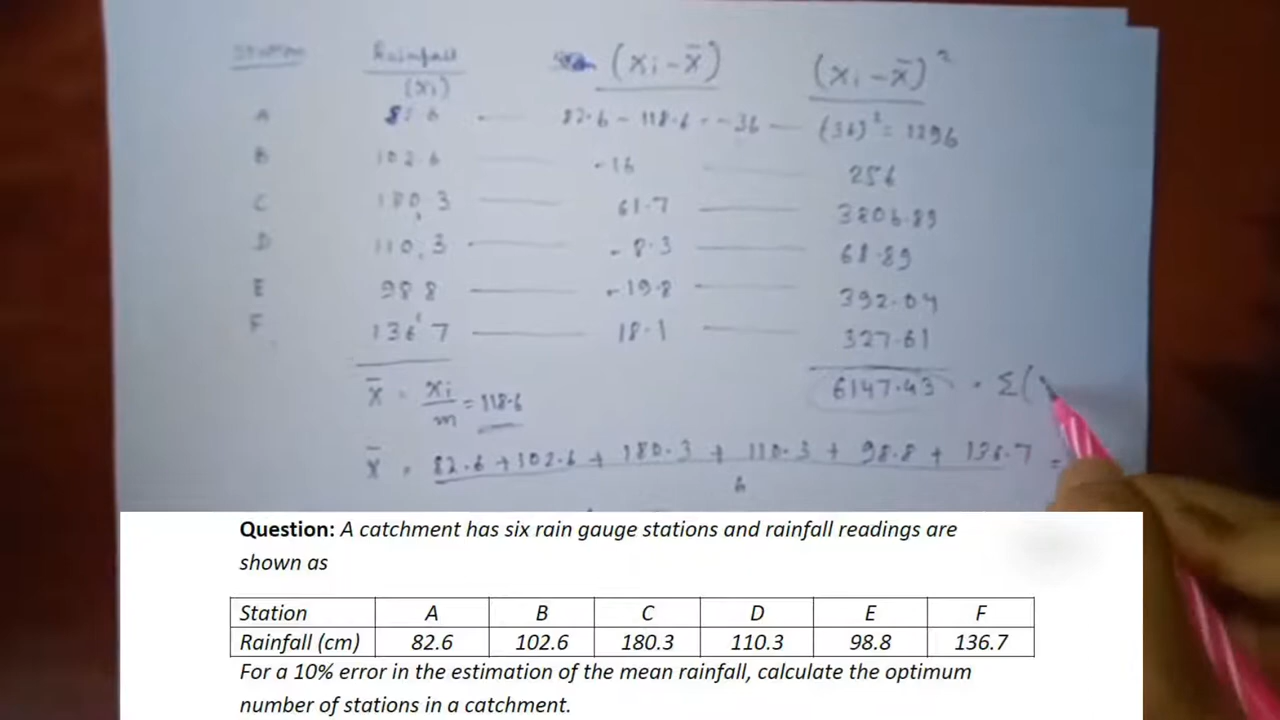 Station Rainfall (xi - x̄) (xi - x̄)²
(xi)
A 82.6 82.6 - 118.6 = -36 (36)² = 1296
B 102.6 -16 256
C 180.3 61.7 3806.89
D 110.3 -8.3 68.89
E 98.8 -19.8 392.04
F 136.7 18.1 327.61
x̄ = xi/m = 118.6 6147.43 = Σ(
x̄ = 82.6 + 102.6 + 180.3 + 110.3 + 98.8 + 136.7 =
6
Question: A catchment has six rain gauge stations and rainfall readings are
shown as
Station A B C D E F
Rainfall (cm) 82.6 102.6 180.3 110.3 98.8 136.7
For a 10% error in the estimation of the mean rainfall, calculate the optimum
number of stations in a catchment.